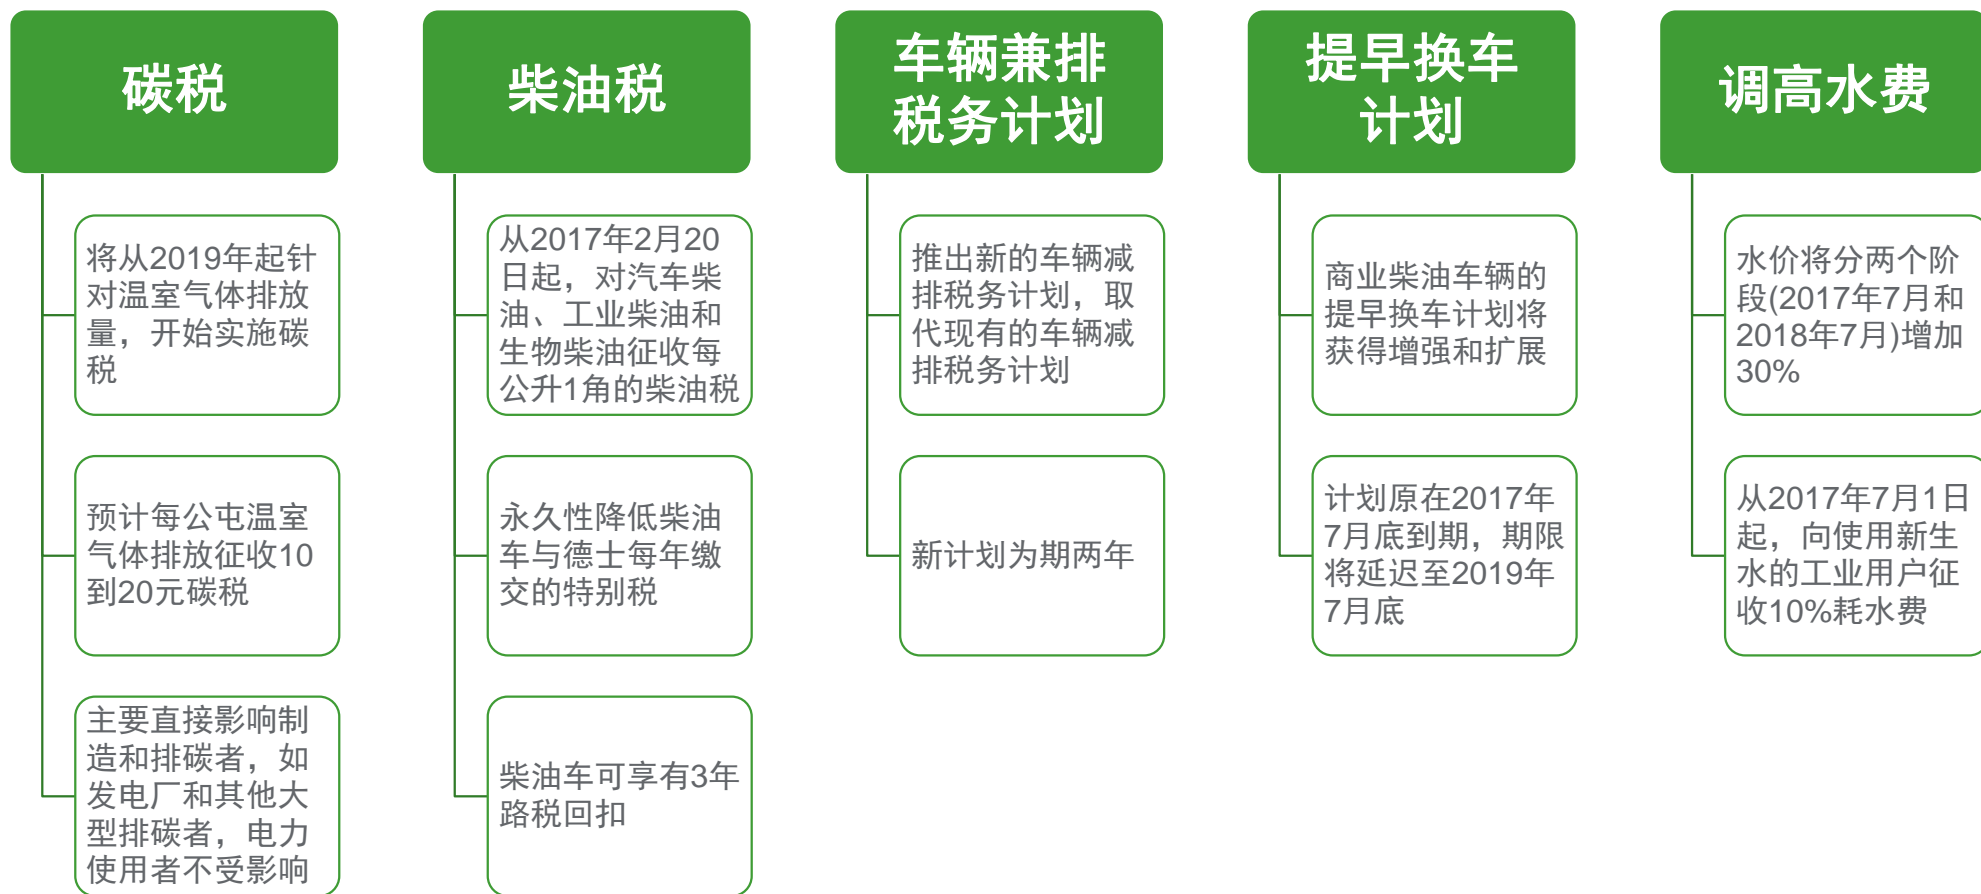 碳税
将从2019年起针
对温室气体排放
量，开始实施碳
税
预计每公屯温室
气体排放征收10
到20元碳税
主要直接影响制
造和排碳者，如
发电厂和其他大
型排碳者，电力
使用者不受影响
柴油税
从2017年2月20
日起，对汽车柴
油、工业柴油和
生物柴油征收每
公升1角的柴油税
永久性降低柴油
车与德士每年缴
交的特别税
柴油车可享有3年
路税回扣
车辆兼排
税务计划
推出新的车辆减
排税务计划，取
代现有的车辆减
排税务计划
新计划为期两年
提早换车
计划
商业柴油车辆的
提早换车计划将
获得增强和扩展
计划原在2017年
7月底到期，期限
将延迟至2019年
7月底
调高水费
水价将分两个阶
段(2017年7月和
2018年7月)增加
30%
从2017年7月1日
起，向使用新生
水的工业用户征
收10%耗水费